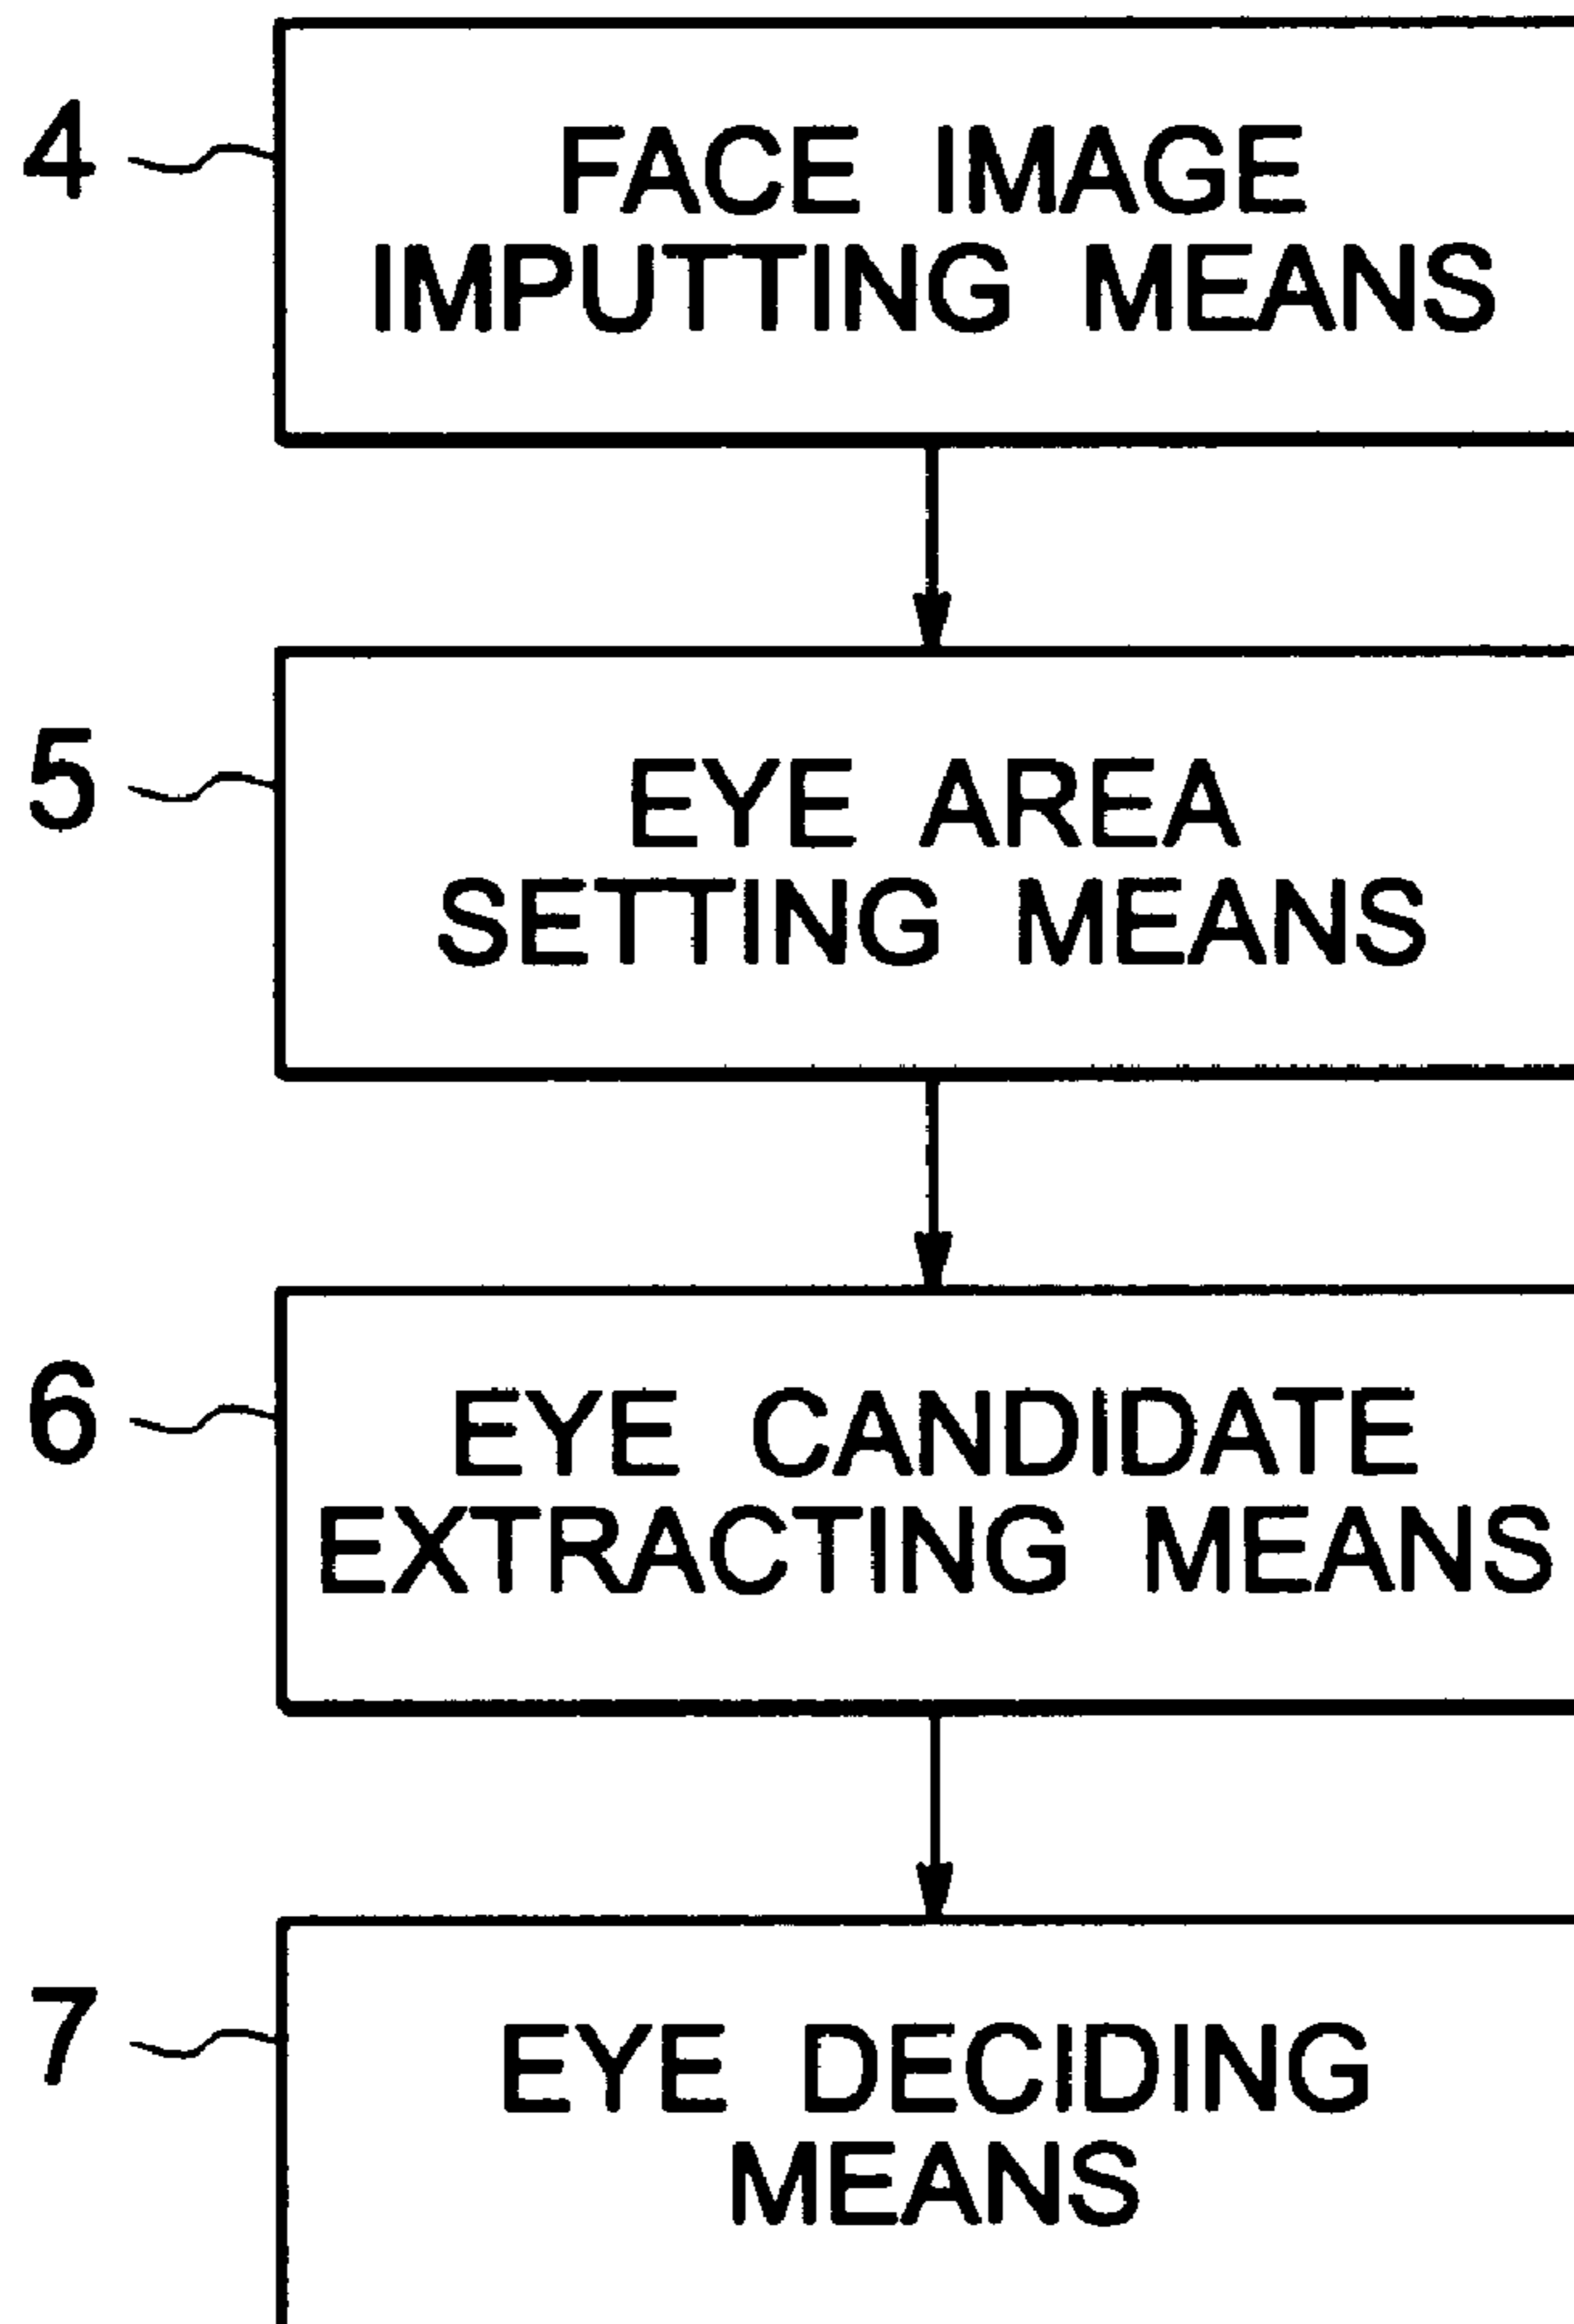 4
FACE IMAGE
IMPUTTING MEANS
5
EYE AREA
SETTING MEANS
6
EYE CANDIDATE
EXTRACTING MEANS
7
EYE DECIDING
MEANS